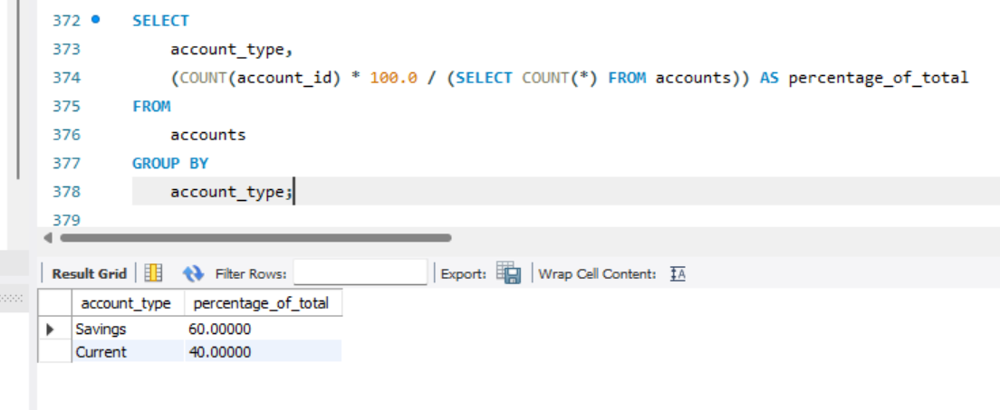 372 SELECT
373 account_type,
374 (COUNT(account_id) * 100.0 / (SELECT COUNT(*) FROM accounts)) AS percentage_of_total
375 FROM
376 accounts
377 GROUP BY
378 account_type;
379
Result Grid Filter Rows: Export: Wrap Cell Content:
account_type percentage_of_total
Savings 60.00000
Current 40.00000